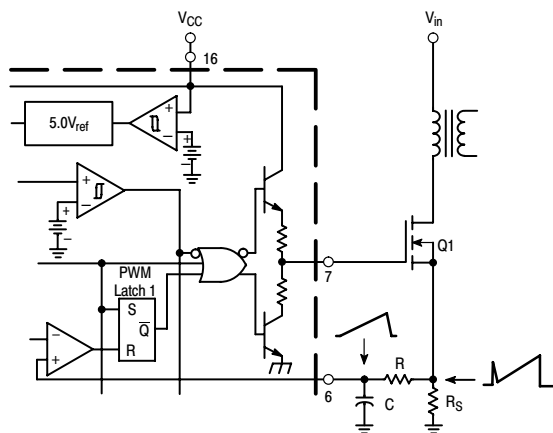 VCC
Vin
16
5.0Vref
+
−
+
−
+
−
+
−
Q1
7
PWM
Latch 1
S
Q
R
−
+
R
6
C
RS